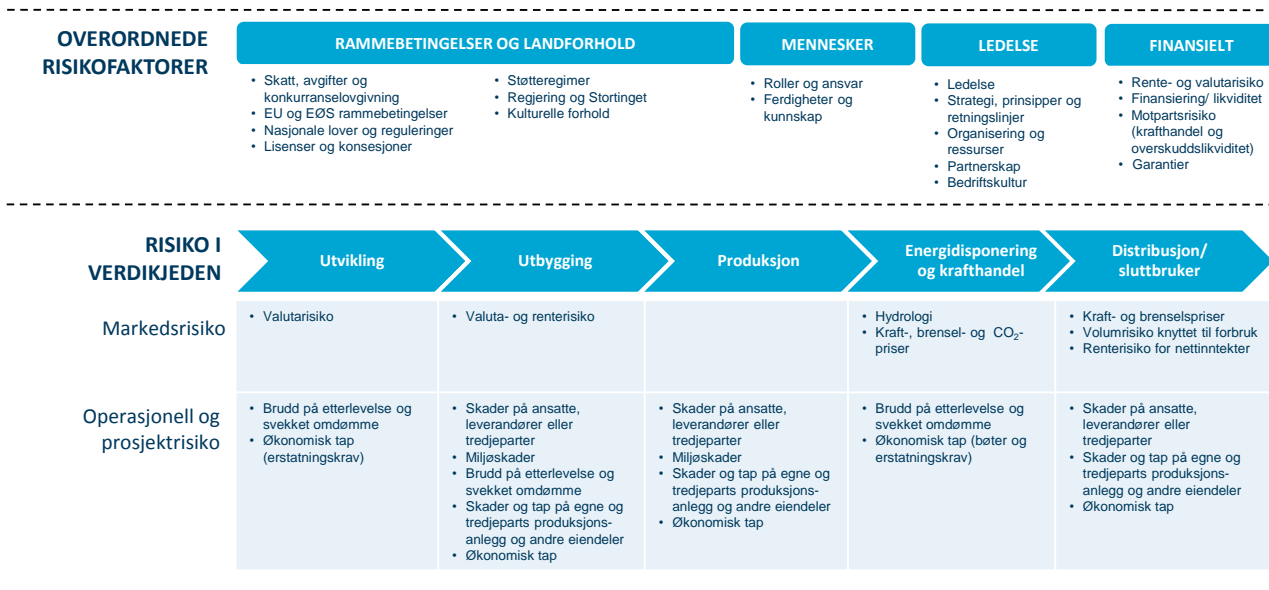 OVERORDNEDE
RISIKOFAKTORER
RAMMEBETINGELSER OG LANDFORHOLD
• Skatt, avgifter og
konkurranselovgivning
• EU og EØS rammebetingelser
• Nasjonale lover og reguleringer
• Lisenser og konsesjoner
• Støtteregimer
• Regjering og Stortinget
• Kulturelle forhold
MENNESKER
• Roller og ansvar
• Ferdigheter og
kunnskap
LEDELSE
• Ledelse
• Strategi, prinsipper og
retningslinjer
• Organisering og
ressurser
• Partnerskap
• Bedriftskultur
FINANSIELT
• Rente- og valutarisiko
• Finansiering/ likviditet
• Motpartsrisiko
(krafthandel og
overskuddslikviditet)
• Garantier
RISIKO I
VERDIKJEDEN
Utvikling
Utbygging
Produksjon
Energidisponering
og krafthandel
Distribusjon/
sluttbruker
Markedsrisiko
• Valutarisiko
• Valuta- og renterisiko
• Hydrologi
• Kraft-, brensel- og CO₂-
priser
• Kraft- og brenselspriser
• Volumrisiko knyttet til forbruk
• Renterisiko for nettinntekter
Operasjonell og
prosjektrisiko
• Brudd på etterlevelse og
svekket omdømme
• Økonomisk tap
(erstatningskrav)
• Skader på ansatte,
leverandører eller
tredjeparter
• Miljøskader
• Brudd på etterlevelse og
svekket omdømme
• Skader og tap på egne og
tredjeparts produksjons-
anlegg og andre eiendeler
• Økonomisk tap
• Skader på ansatte,
leverandører eller
tredjeparter
• Miljøskader
• Skader og tap på egne og
tredjeparts produksjons-
anlegg og andre eiendeler
• Økonomisk tap
• Brudd på etterlevelse og
svekket omdømme
• Økonomisk tap (bøter og
erstatningskrav)
• Skader på ansatte,
leverandører eller
tredjeparter
• Skader og tap på egne og
tredjeparts produksjons-
anlegg og andre eiendeler
• Økonomisk tap